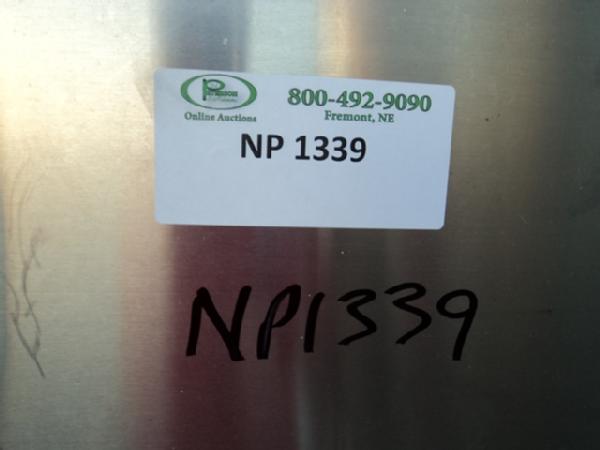 800-492-9090
Online Auctions
Fremont, NE
NP 1339
NP1339